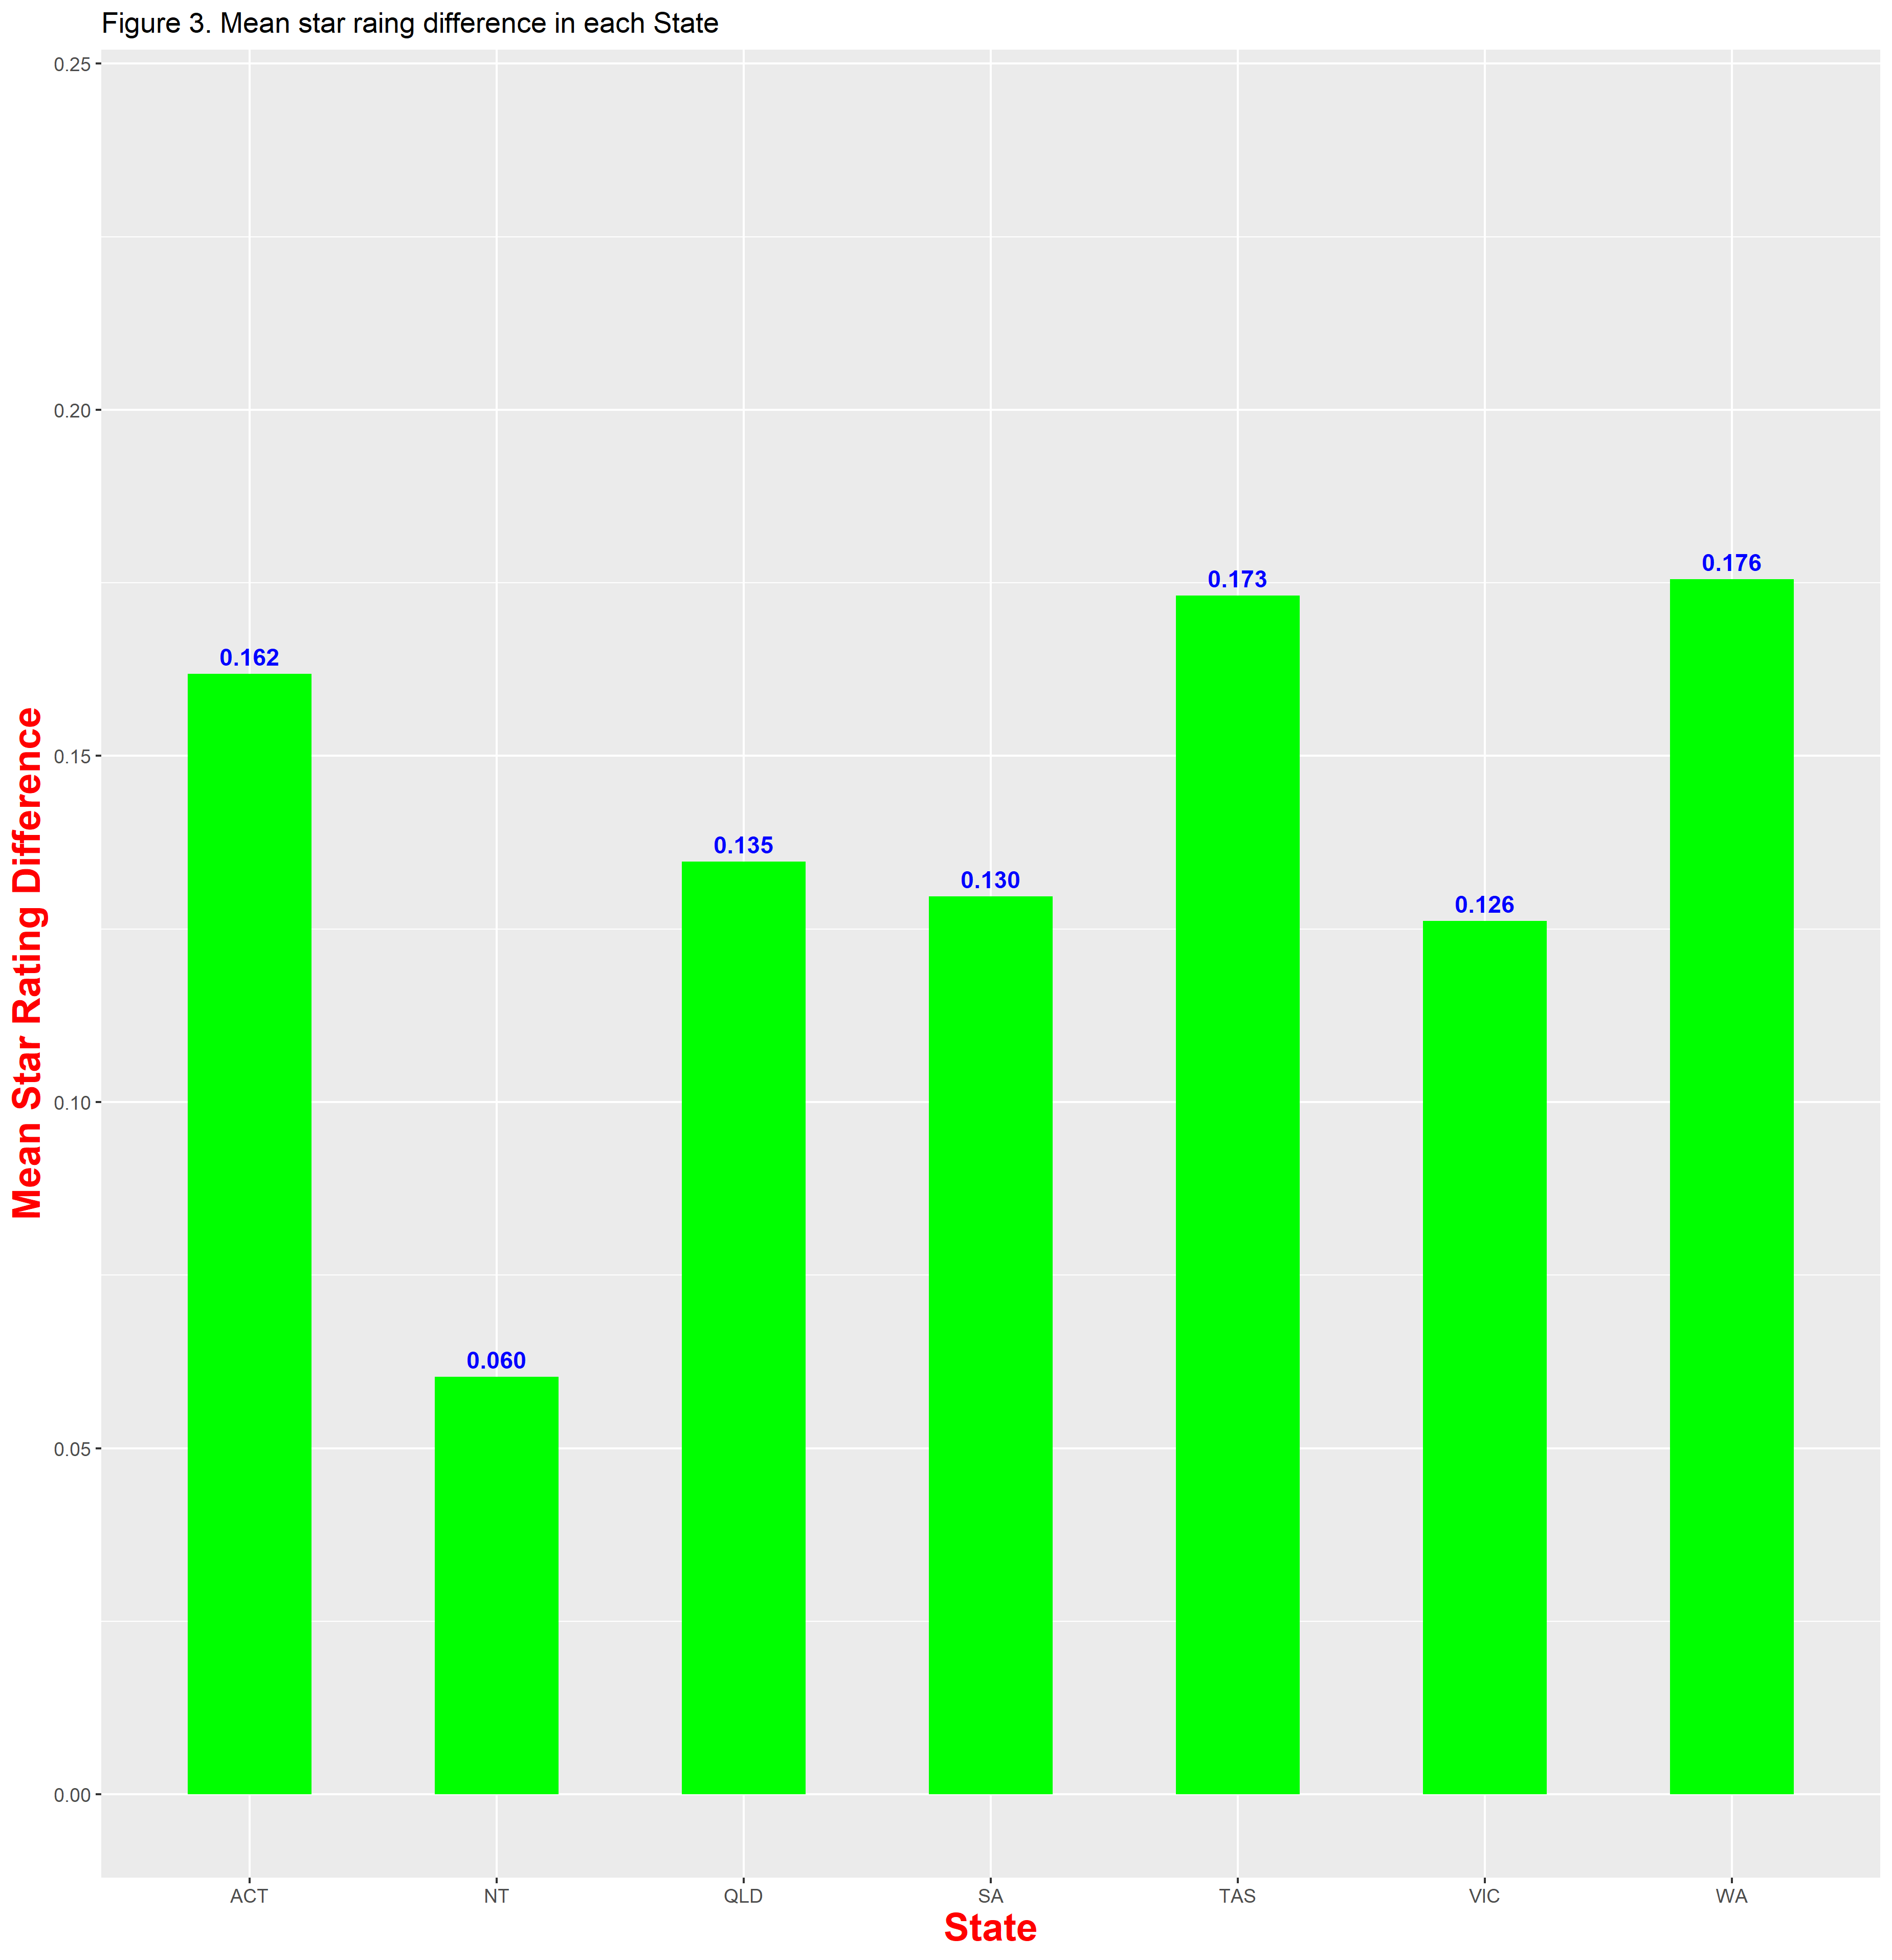 Figure 3. Mean star raing difference in each State
Mean Star Rating Difference
0.25
0.20
0.15
0.10
0.05
0.00
0.162
0.060
0.135
0.130
0.173
0.126
0.176
ACT
NT
QLD
SA
TAS
VIC
WA
State